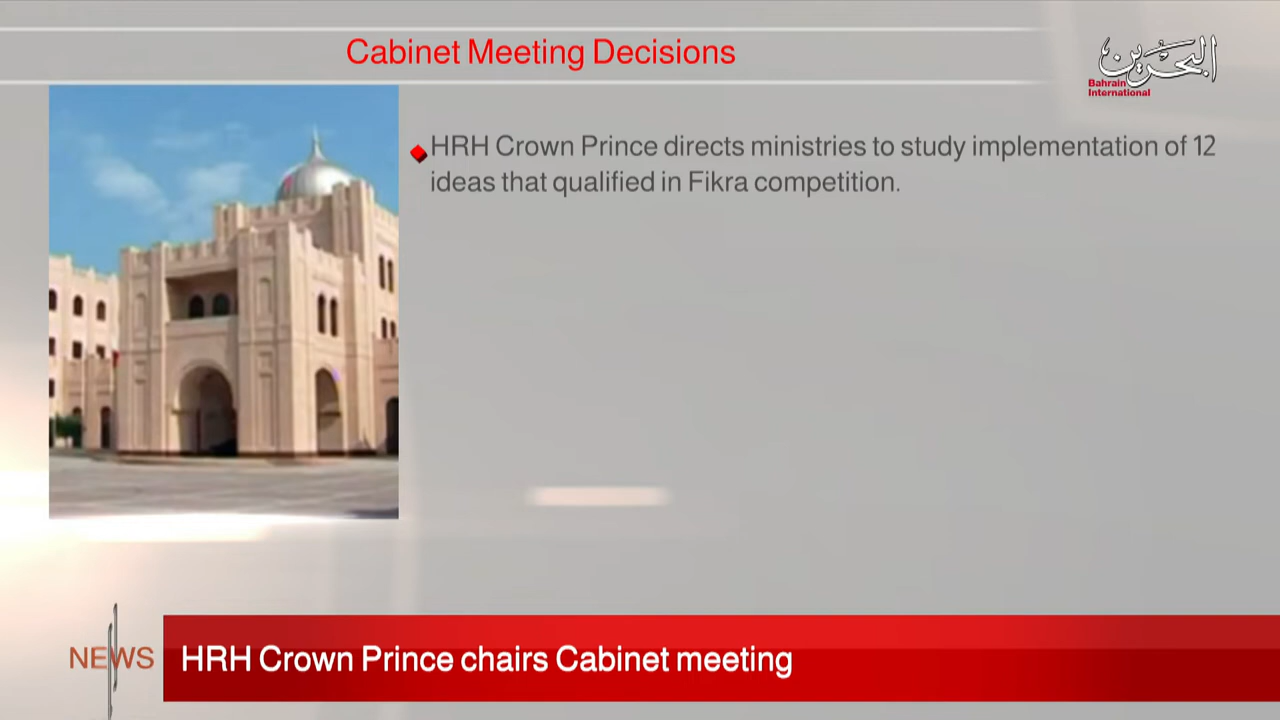 Cabinet Meeting Decisions
البحرين
Bahrain
International
HRH Crown Prince directs ministries to study implementation of 12
ideas that qualified in Fikra competition.
NEWS
HRH Crown Prince chairs Cabinet meeting